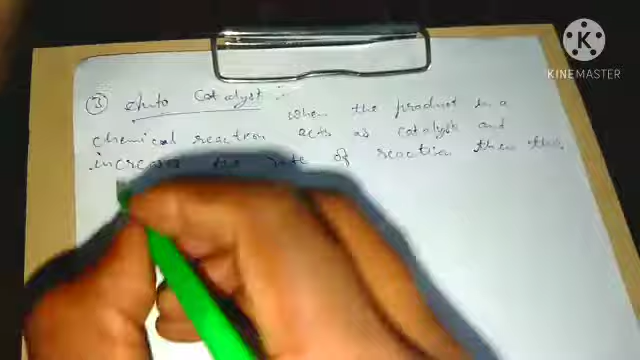 ③ Auto Catalyst :- When the product in a
chemical reaction acts as catalyst and
increases the rate of reaction then this
K
KINEMASTER